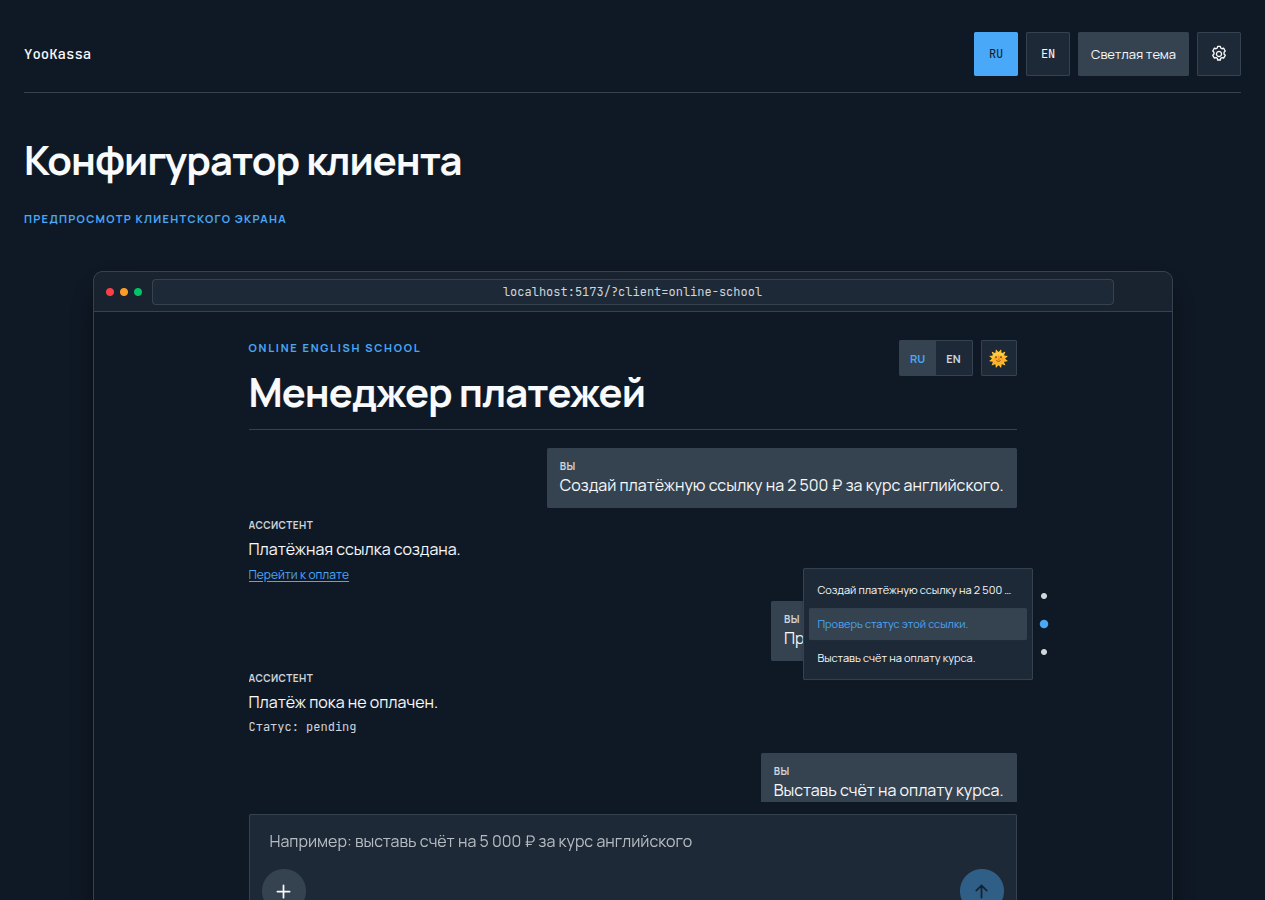 YooKassa
RU
EN
Светлая тема
Конфигуратор клиента
ПРЕДПРОСМОТР КЛИЕНТСКОГО ЭКРАНА
localhost:5173/?client=online-school
ONLINE ENGLISH SCHOOL
RU
EN
Менеджер платежей
ВЫ
Создай платёжную ссылку на 2 500 ₽ за курс английского.
АССИСТЕНТ
Платёжная ссылка создана.
Перейти к оплате
Создай платёжную ссылку на 2 500 ...
ВЫ
Пр
Проверь статус этой ссылки.
Выставь счёт на оплату курса.
АССИСТЕНТ
Платёж пока не оплачен.
Статус: pending
ВЫ
Выставь счёт на оплату курса.
Например: выставь счёт на 5 000 ₽ за курс английского